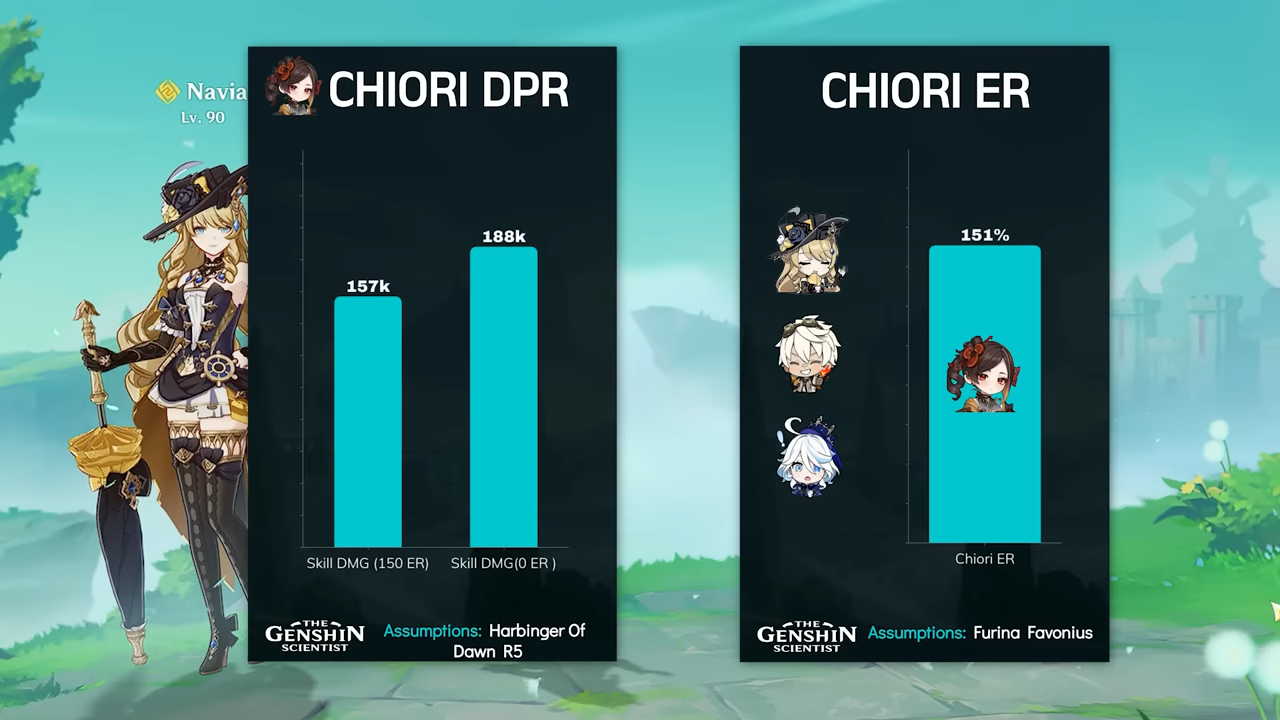 Navia
Lv. 90
CHIORI DPR
188k
157k
Skill DMG (150 ER)
Skill DMG(0 ER )
THE
GENSHIN
SCIENTIST
Assumptions: Harbinger Of
Dawn R5
CHIORI ER
151%
Chiori ER
THE
GENSHIN
SCIENTIST
Assumptions: Furina Favonius